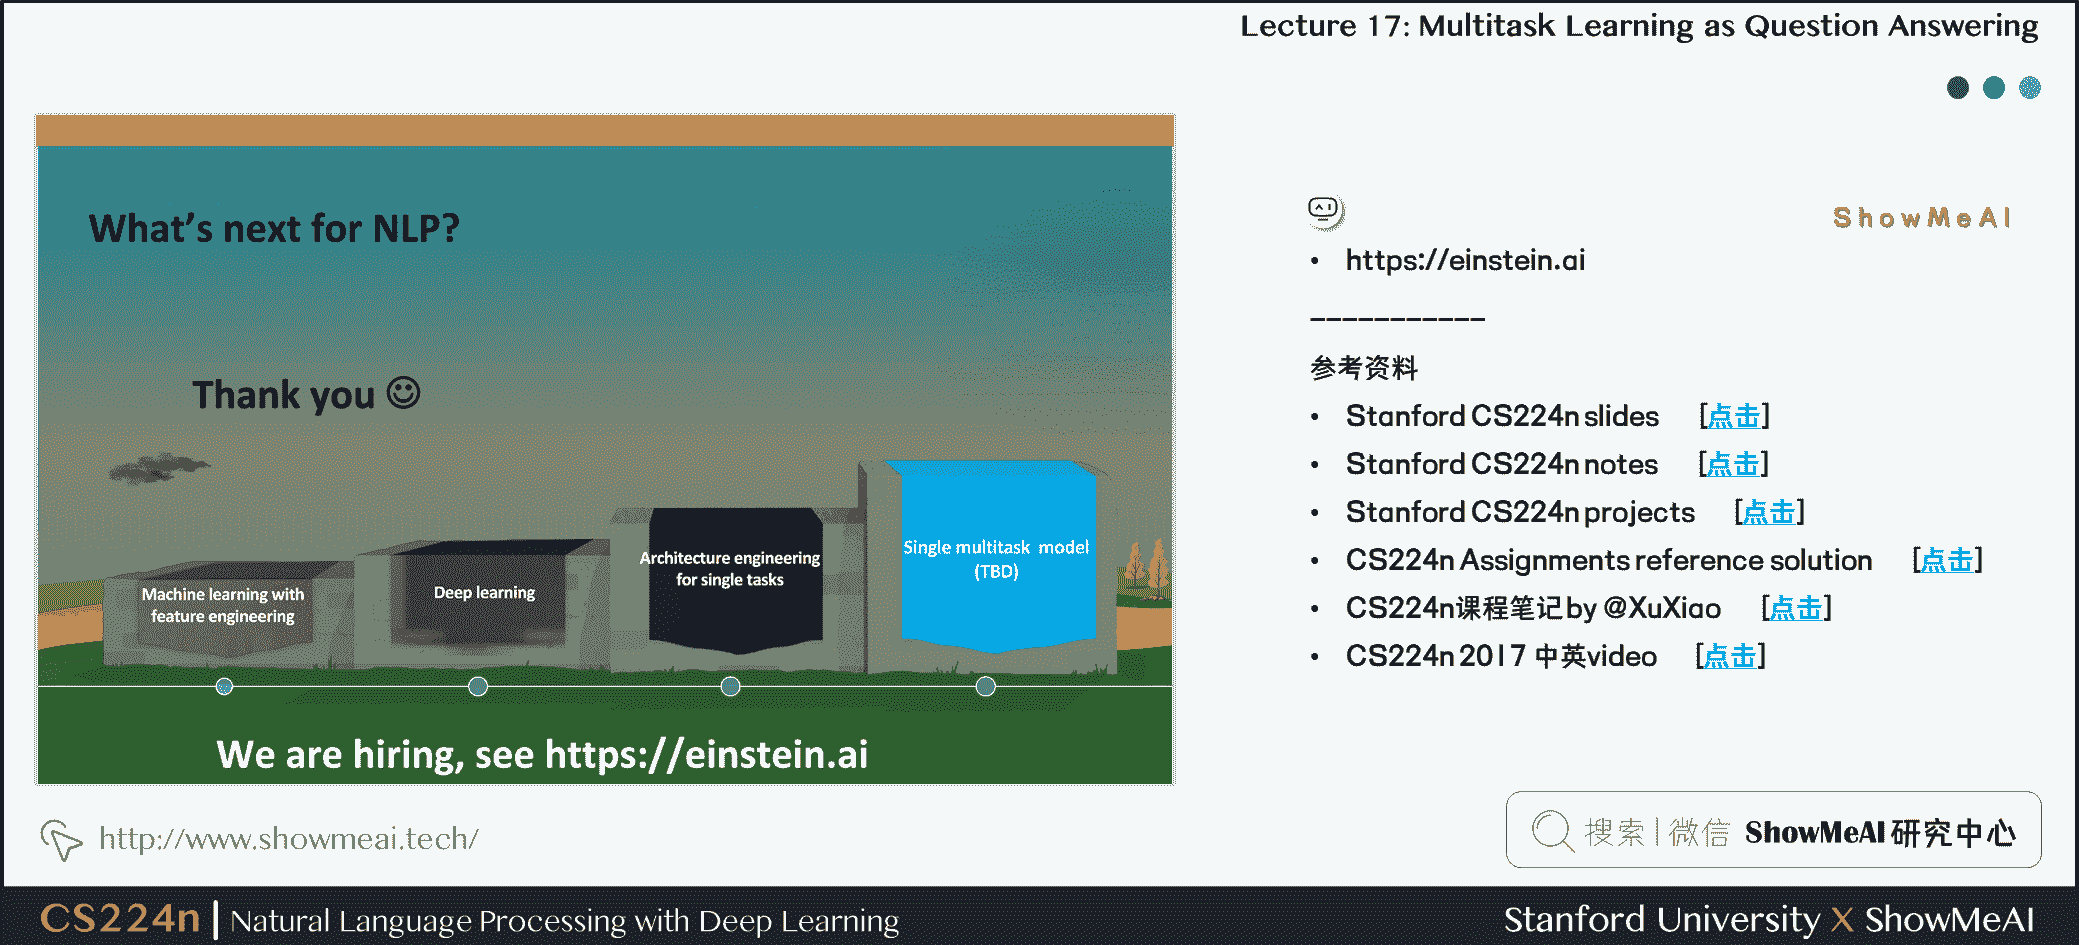 Lecture 17: Multitask Learning as Question Answering
What's next for NLP?
Thank you ☺
Machine learning with
feature engineering
Deep learning
Architecture engineering
for single tasks
Single multitask model
(TBD)
We are hiring, see https://einstein.ai
ShowMeAI
• https://einstein.ai
-----------
参考资料
• Stanford CS224n slides [点击]
• Stanford CS224n notes [点击]
• Stanford CS224n projects [点击]
• CS224n Assignments reference solution [点击]
• CS224n课程笔记 by @XuXiao [点击]
• CS224n 2017 中英video [点击]
http://www.showmeai.tech/
搜索 | 微信 ShowMeAI 研究中心
CS224n | Natural Language Processing with Deep Learning
Stanford University X ShowMeAI